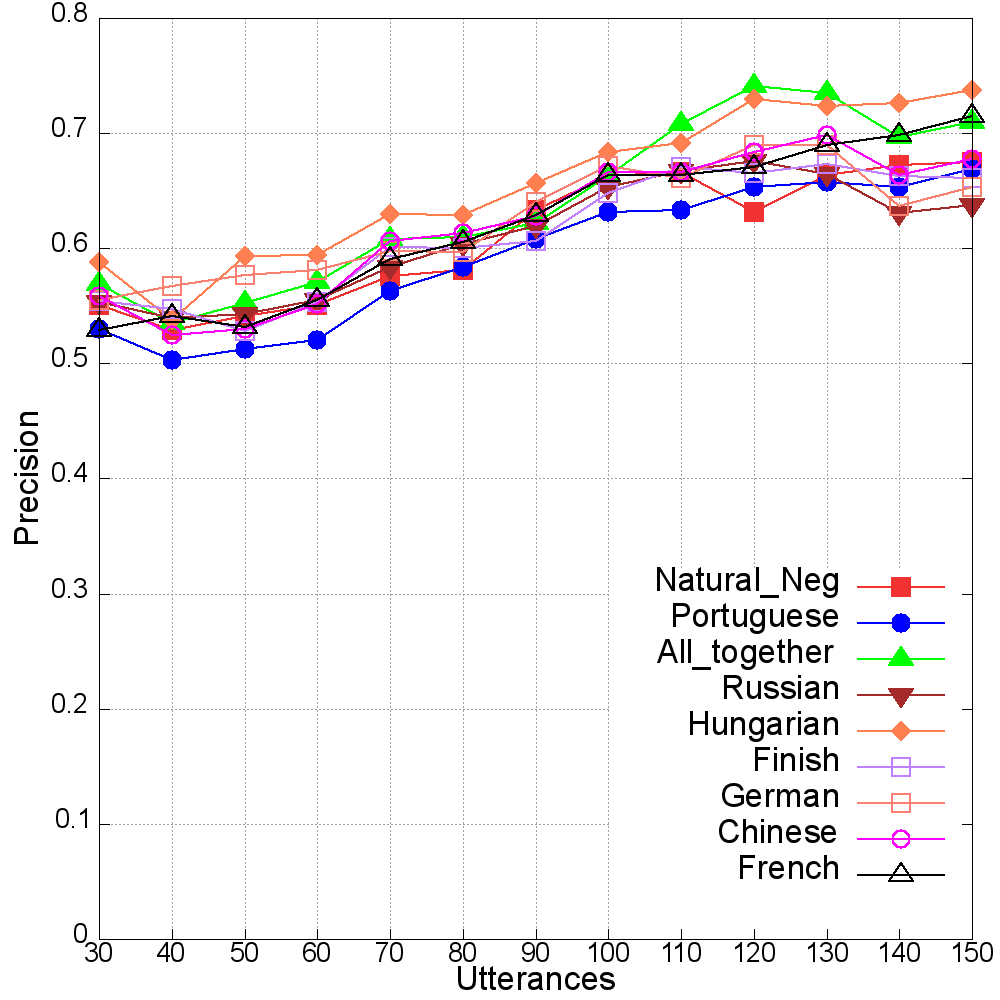 0.8
0.7
0.6
0.5
0.4
0.3
0.2
0.1
0
Precision
Natural_Neg
Portuguese
All_together
Russian
Hungarian
Finish
German
Chinese
French
30 40 50 60 70 80 90 100 110 120 130 140 150
Utterances